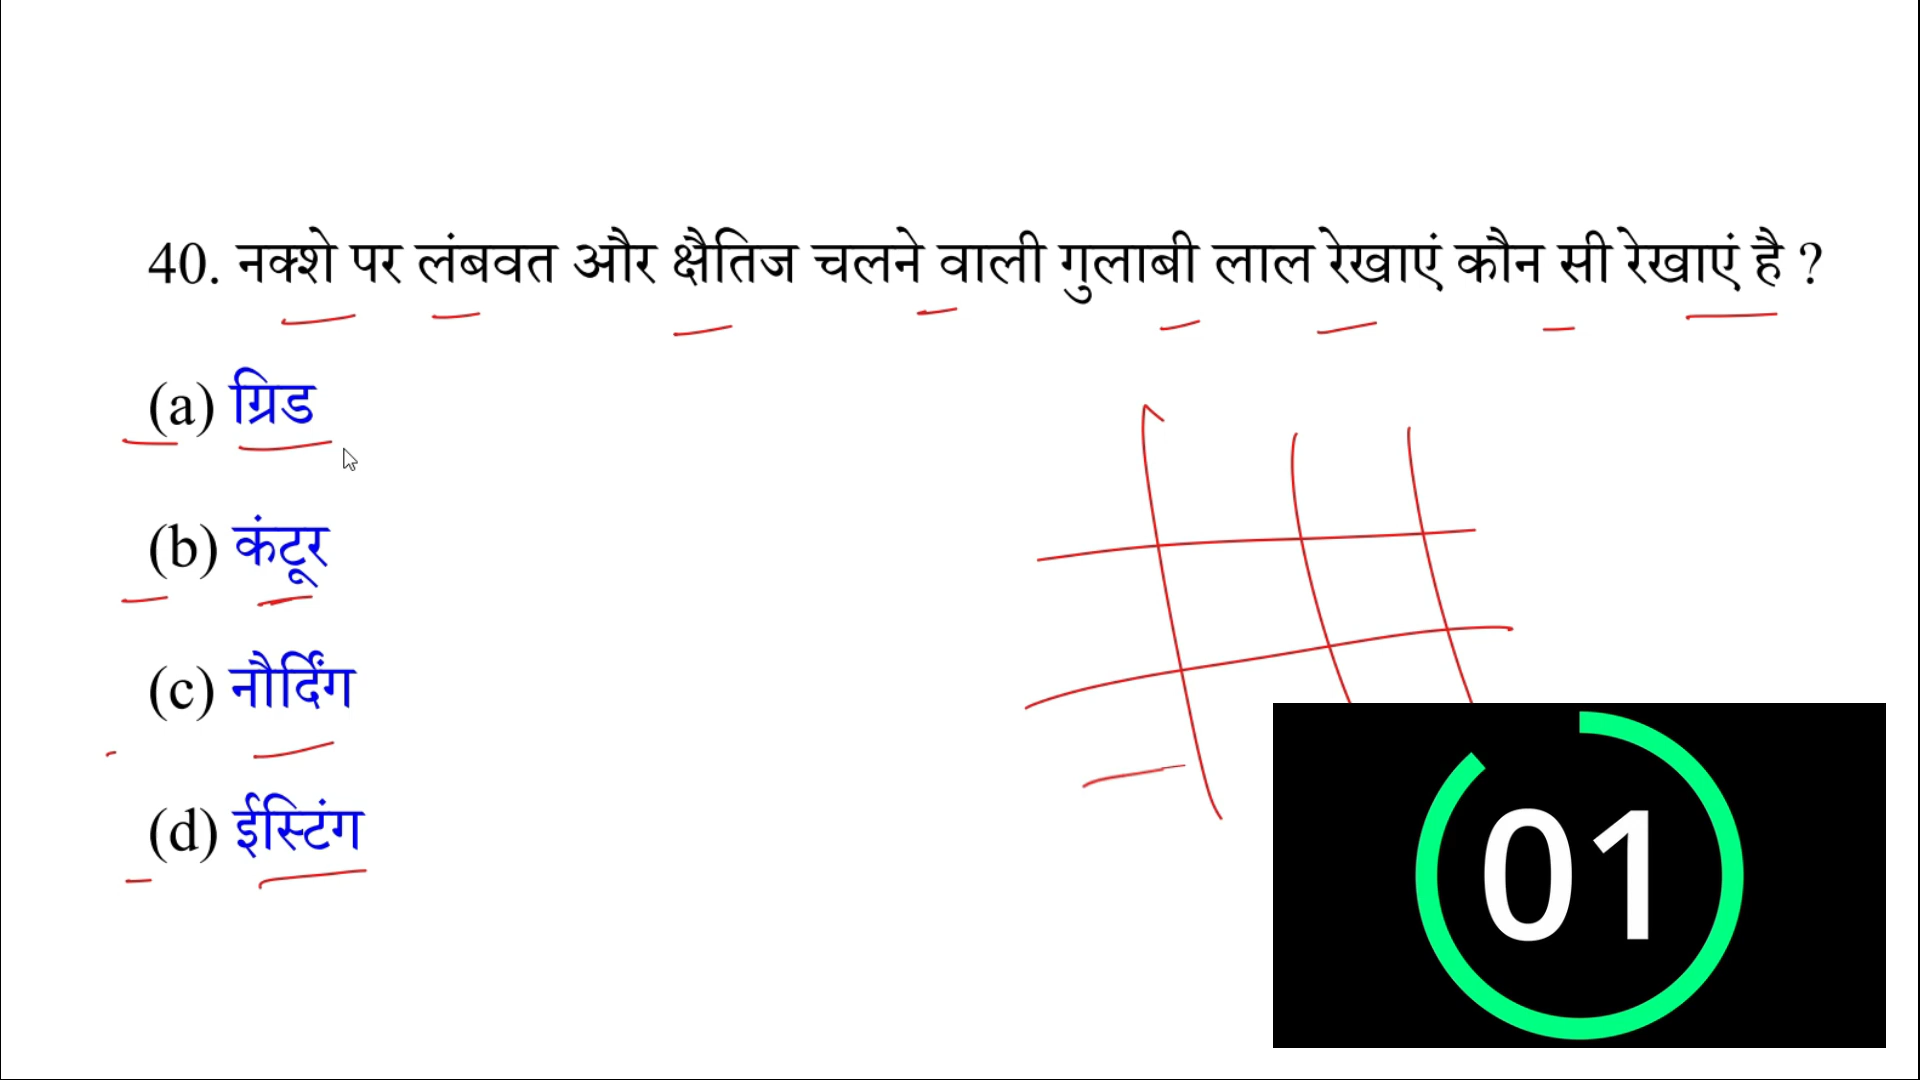 40. नक्शे पर लंबवत और क्षैतिज चलने वाली गुलाबी लाल रेखाएं कौन सी रेखाएं है ?
(a) ग्रिड
(b) कंटूर
(c) नौर्दिंग
(d) ईस्टिंग
01